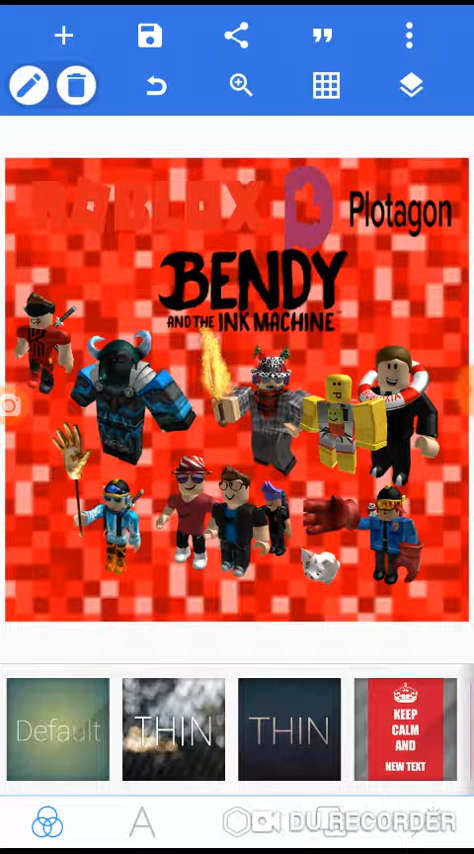 ROBLOX
Plotagon
BENDY
AND THE INK MACHINE
Default
THIN
THIN
KEEP
CALM
AND
NEW TEXT
A
DU RECORDER